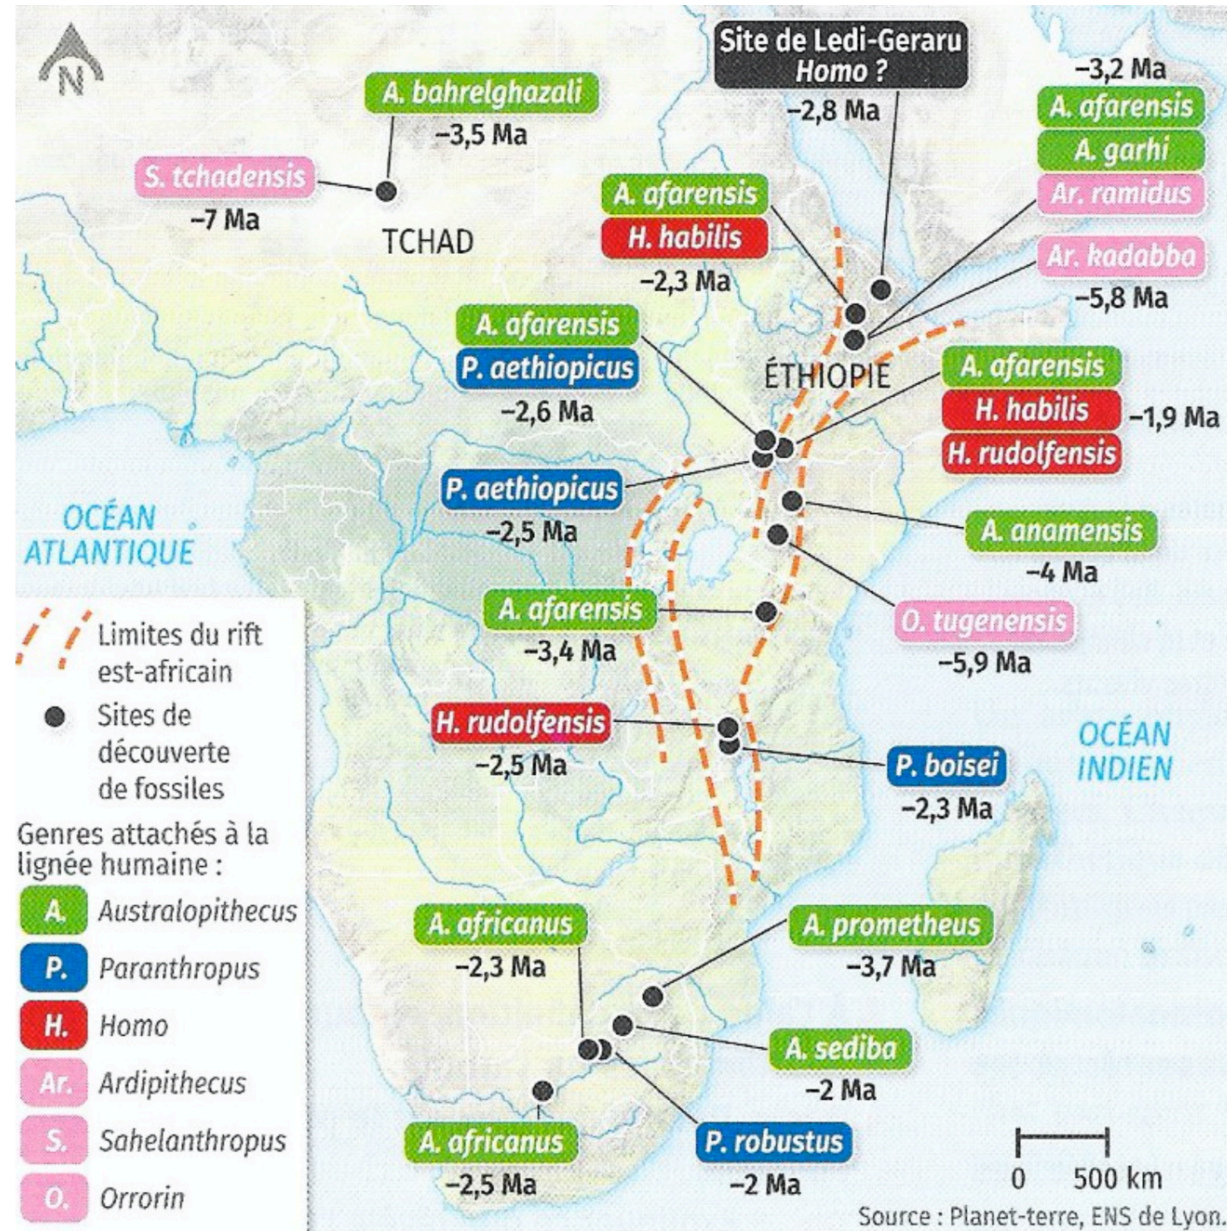 N
Site de Ledi-Geraru
Homo ?
–2,8 Ma
–3,2 Ma
A. afarensis
A. garhi
Ar. ramidus
Ar. kadabba
–5,8 Ma
A. bahrelghazali
–3,5 Ma
S. tchadensis
–7 Ma
TCHAD
A. afarensis
H. habilis
–2,3 Ma
A. afarensis
P. aethiopicus
–2,6 Ma
ÉTHIOPIE
A. afarensis
H. habilis
H. rudolfensis
–1,9 Ma
P. aethiopicus
–2,5 Ma
A. anamensis
–4 Ma
OCÉAN
ATLANTIQUE
A. afarensis
–3,4 Ma
O. tugenensis
–5,9 Ma
H. rudolfensis
–2,5 Ma
P. boisei
–2,3 Ma
OCÉAN
INDIEN
A. africanus
–2,3 Ma
A. prometheus
–3,7 Ma
A. sediba
–2 Ma
A. africanus
–2,5 Ma
P. robustus
–2 Ma
Limites du rift
est-africain
Sites de
découverte
de fossiles
Genres attachés à la
lignée humaine :
A. Australopithecus
P. Paranthropus
H. Homo
Ar. Ardipithecus
S. Sahelanthropus
O. Orrorin
0 500 km
Source : Planet-terre, ENS de Lyon.